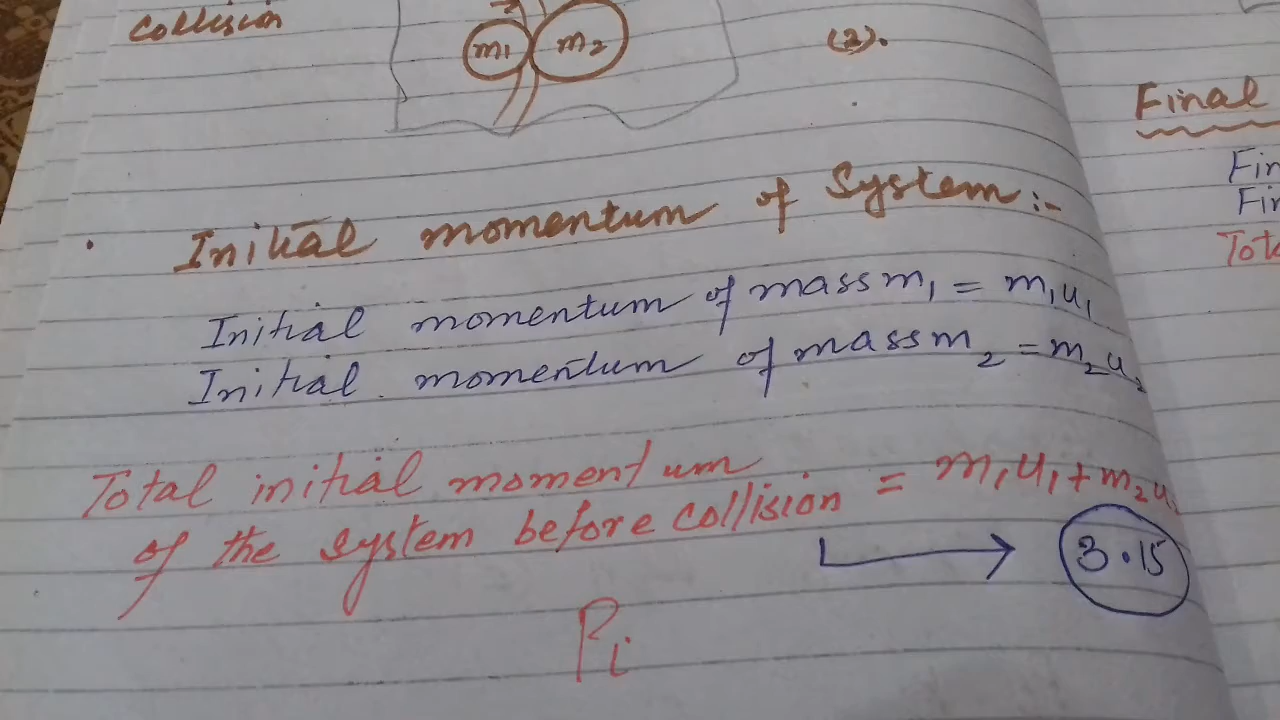 Collision
m1 m2
(2).
Final
Initial momentum of System :-
Initial momentum of mass m1 = m1u1
Initial momentum of mass m2 = m2u2
Total initial momentum
of the system before collision = m1u1 + m2u2
3.15
Pi